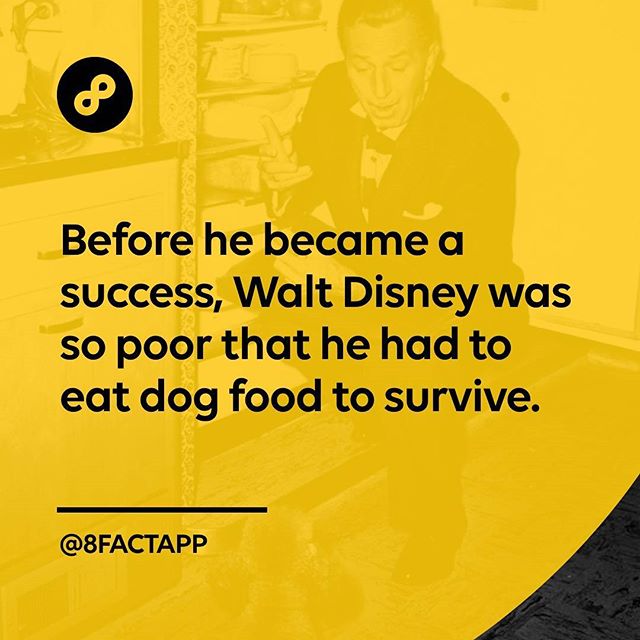 Before he became a
success, Walt Disney was
so poor that he had to
eat dog food to survive.
@8FACTAPP